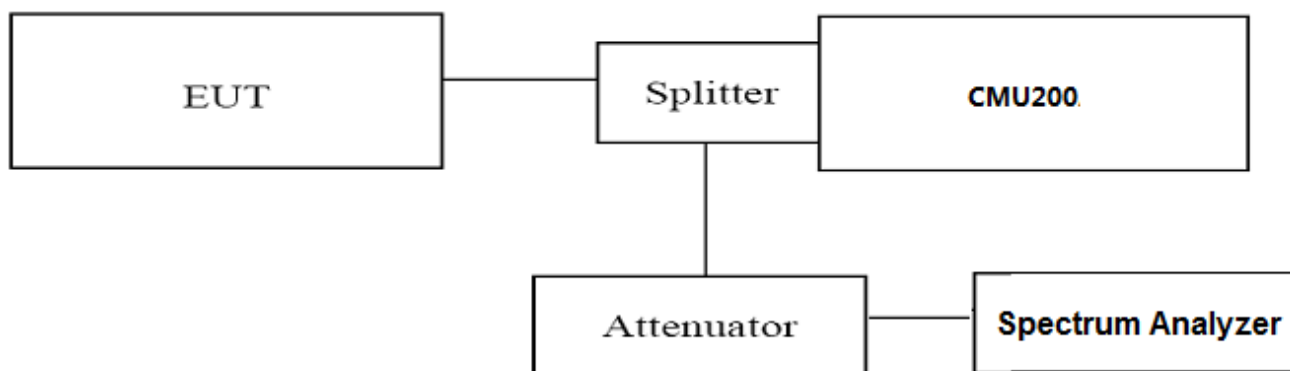 EUT
Splitter
CMU200.
Attenuator
Spectrum Analyzer